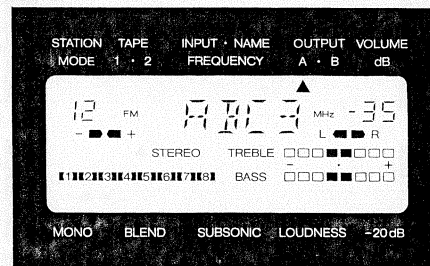 STATION TAPE INPUT · NAME OUTPUT VOLUME
MODE 1 · 2 FREQUENCY A · B dB
12 FM ABC3 MHz -35
- + L R
STEREO TREBLE
- · +
[1][2][3][4][5][6][7][8] BASS
MONO BLEND SUBSONIC LOUDNESS -20dB